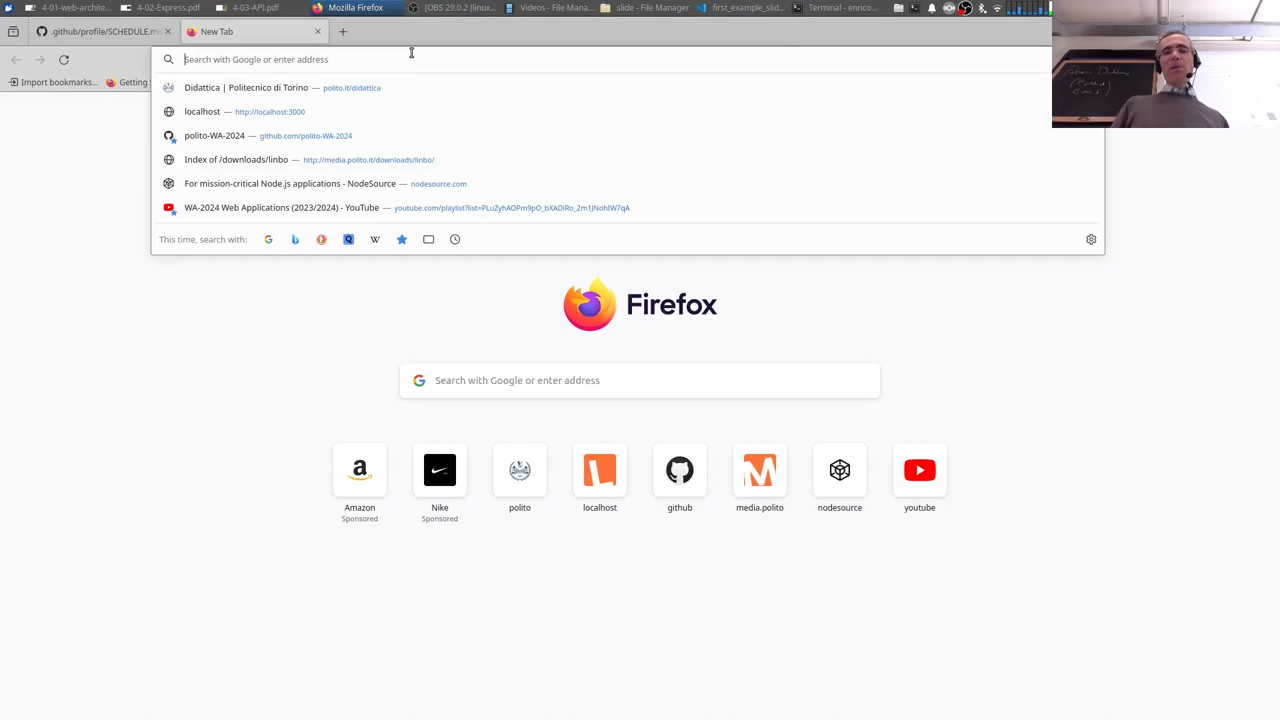 4-01-web-archite...
4-02-Express.pdf
4-03-API.pdf
Mozilla Firefox
[OBS 29.0.2 (linux...
Videos - File Mana...
slide - File Manager
first_example_slid...
Terminal - enrico...
.github/profile/SCHEDULE.m
New Tab
Search with Google or enter address
Import bookmarks...
Getting
Didattica | Politecnico di Torino — polito.it/didattica
localhost — http://localhost:3000
polito-WA-2024 — github.com/polito-WA-2024
Index of /downloads/linbo — http://media.polito.it/downloads/linbo/
For mission-critical Node.js applications - NodeSource — nodesource.com
WA-2024 Web Applications (2023/2024) - YouTube — youtube.com/playlist?list=PLuZyhAOPm9pO_bXADlRo_2m1JNohIW7qA
This time, search with:
Firefox
Search with Google or enter address
Amazon
Sponsored
Nike
Sponsored
polito
localhost
github
media.polito
nodesource
youtube